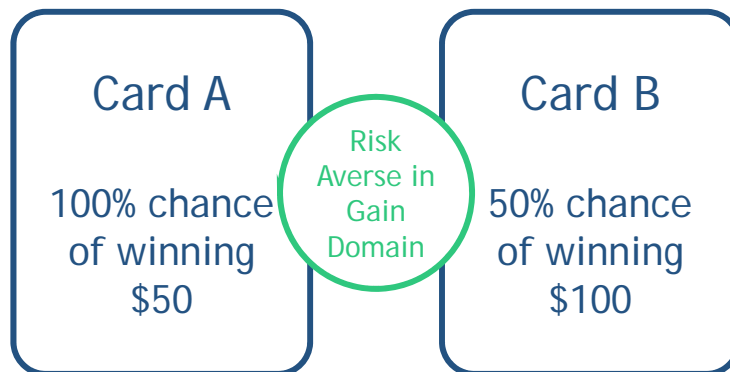 Card A
100% chance
of winning
$50
Risk
Averse in
Gain
Domain
Card B
50% chance
of winning
$100